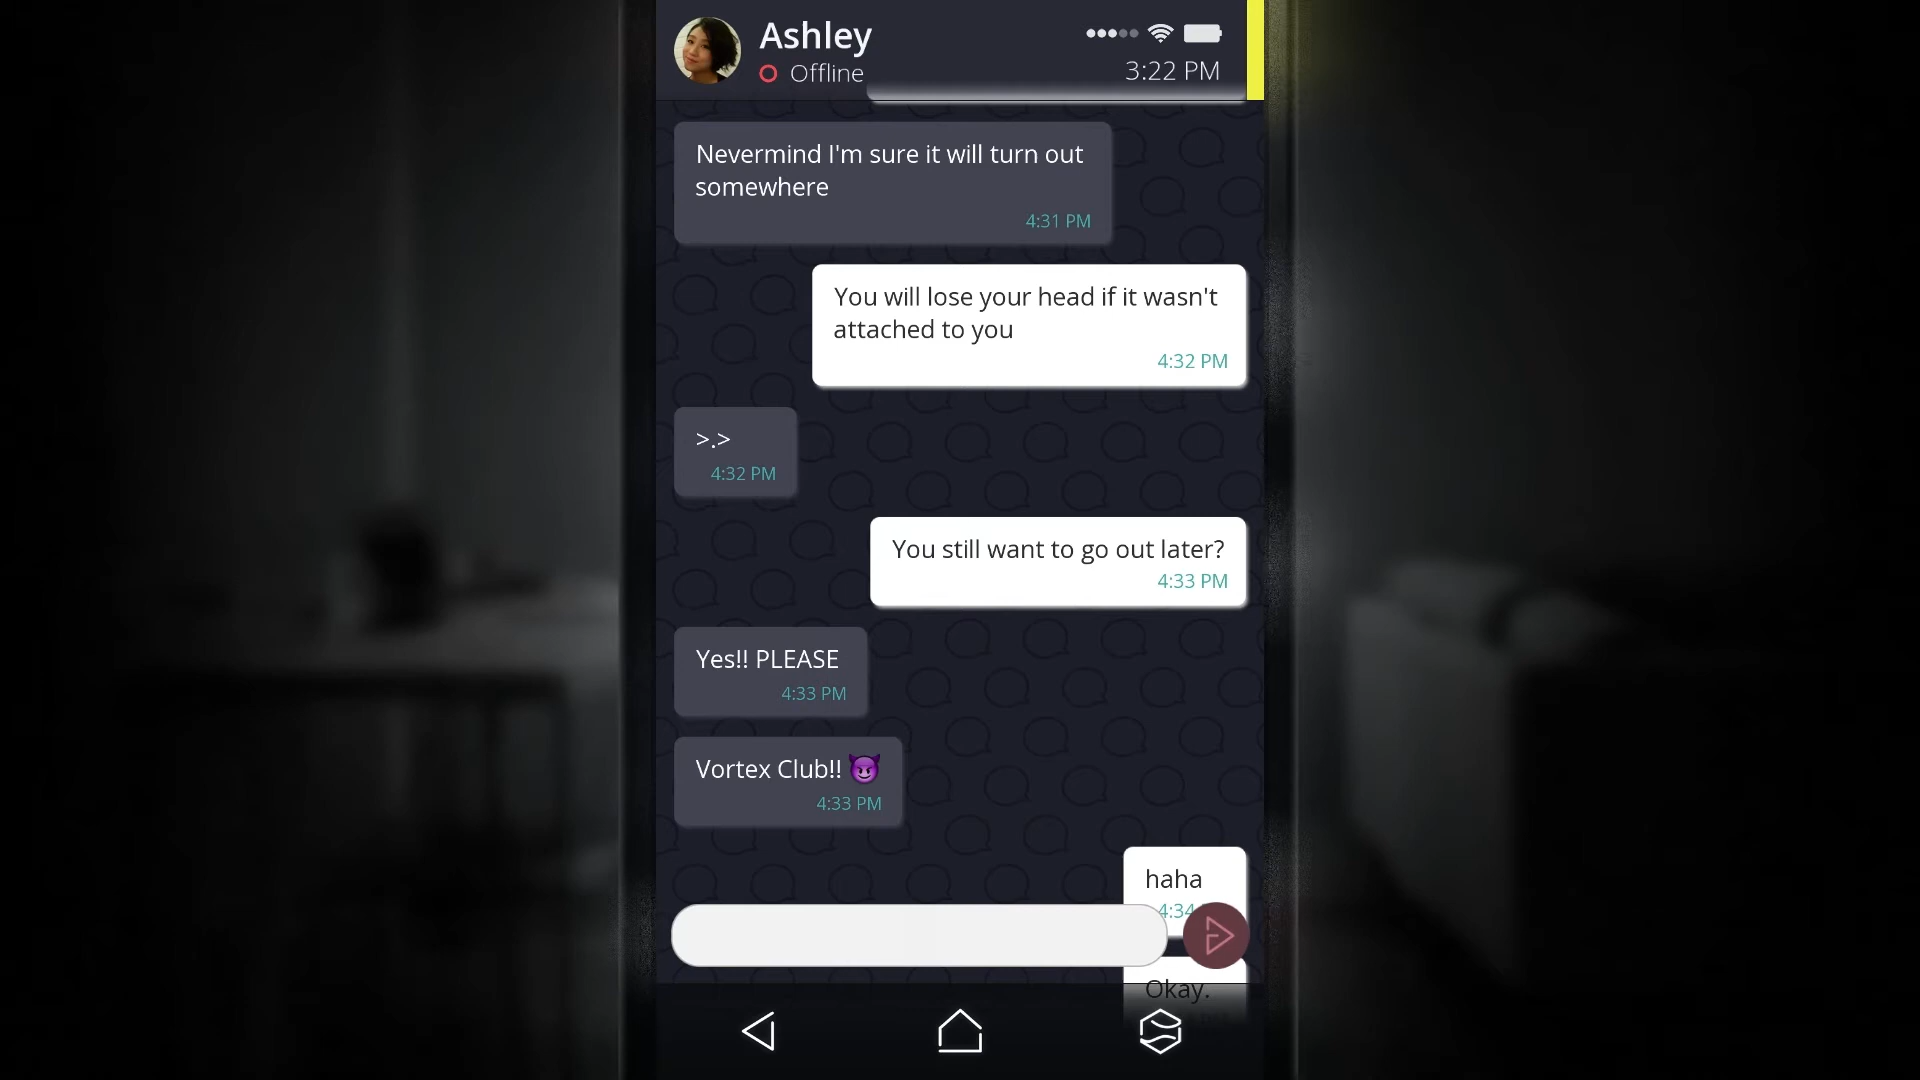 Ashley
Offline
3:22 PM
Nevermind I'm sure it will turn out
somewhere
4:31 PM
You will lose your head if it wasn't
attached to you
4:32 PM
>.>
4:32 PM
You still want to go out later?
4:33 PM
Yes!! PLEASE
4:33 PM
Vortex Club!! 😈
4:33 PM
haha
4:34
Okay.